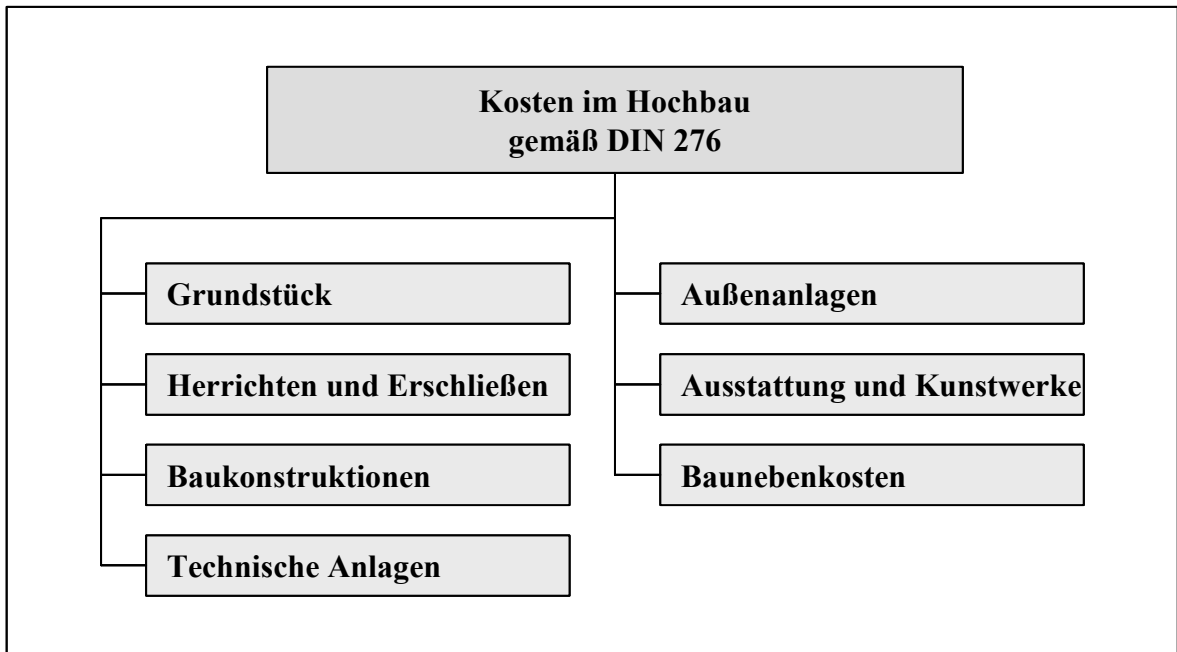 Kosten im Hochbau
gemäß DIN 276
Grundstück
Herrichten und Erschließen
Baukonstruktionen
Technische Anlagen
Außenanlagen
Ausstattung und Kunstwerke
Baunebenkosten